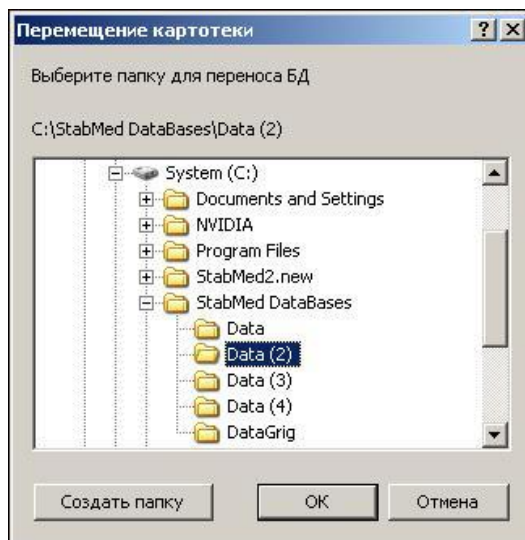 Перемещение картотеки
Выберите папку для переноса БД
C:\StabMed DataBases\Data (2)
System (C:)
Documents and Settings
NVIDIA
Program Files
StabMed2.new
StabMed DataBases
Data
Data (2)
Data (3)
Data (4)
DataGrig
Создать папку
OK
Отмена